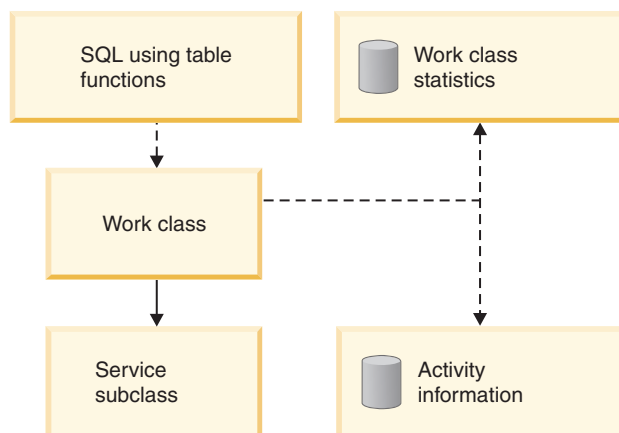 SQL using table
functions
Work class
statistics
Work class
Service
subclass
Activity
information